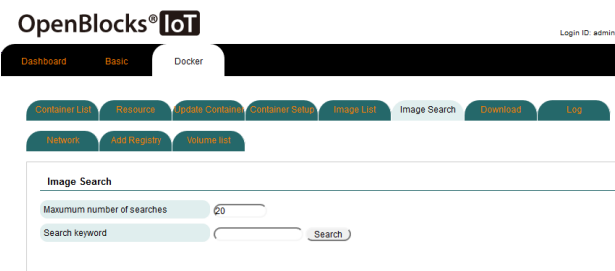 OpenBlocks® IoT
Login ID: admin
Dashboard Basic Docker
Container List Resource Update Container Container Setup Image List Image Search Download Log
Network Add Registry Volume list
Image Search
Maxumum number of searches 20
Search keyword Search